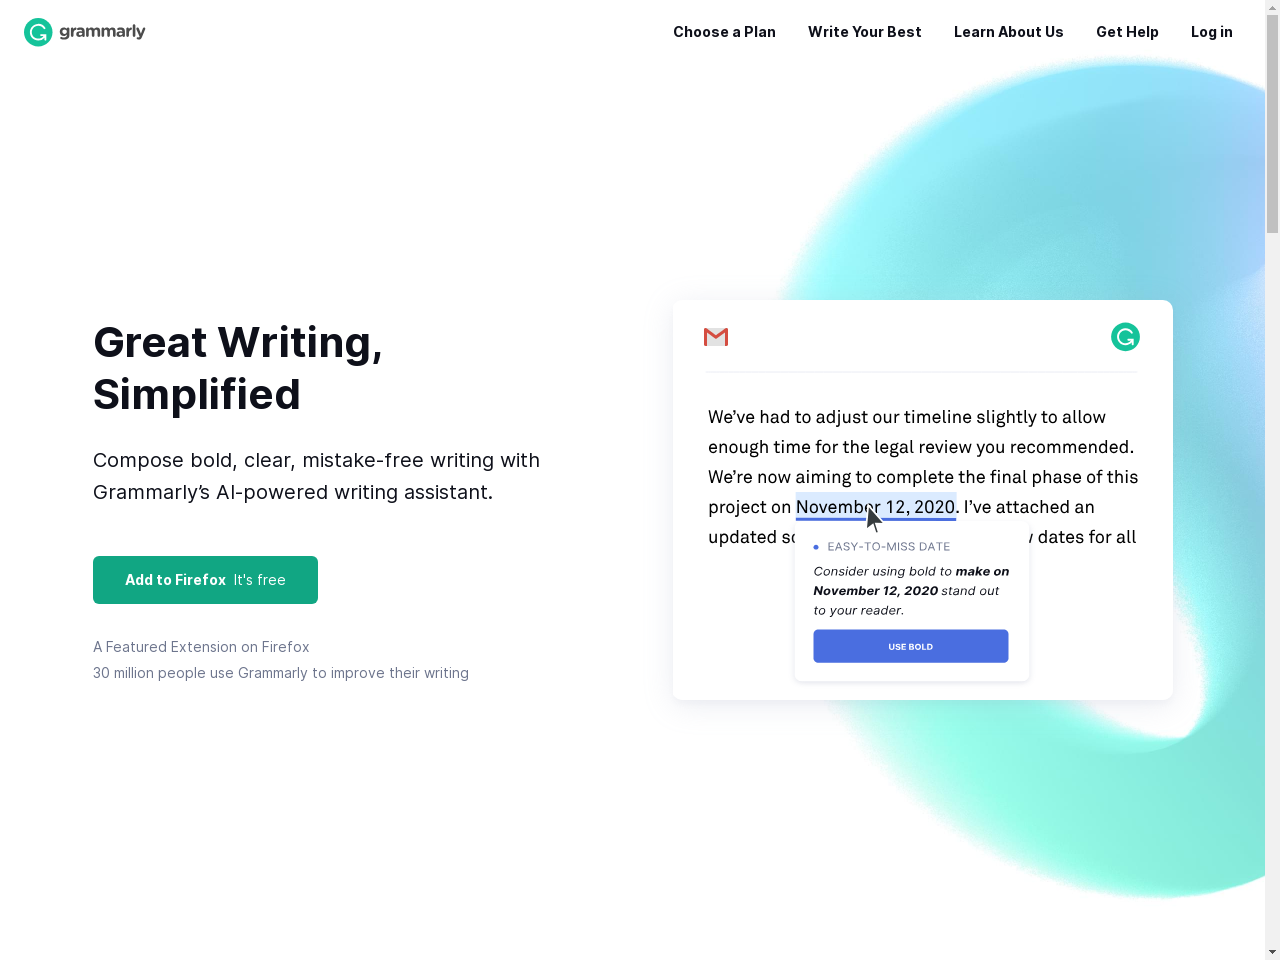 grammarly
Choose a Plan
Write Your Best
Learn About Us
Get Help
Log in
Great Writing,
Simplified
Compose bold, clear, mistake-free writing with
Grammarly’s AI-powered writing assistant.
Add to Firefox It's free
A Featured Extension on Firefox
30 million people use Grammarly to improve their writing
We’ve had to adjust our timeline slightly to allow
enough time for the legal review you recommended.
We’re now aiming to complete the final phase of this
project on November 12, 2020. I’ve attached an
updated dates for all
EASY-TO-MISS DATE
Consider using bold to make on
November 12, 2020 stand out
to your reader.
USE BOLD